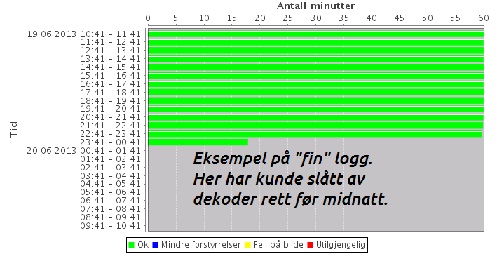 Antall minutter
0 5 10 15 20 25 30 35 40 45 50
Tid
19 06 2013 10:41 - 11 41
11:41 - 12 41
12:41 - 13 41
13:41 - 14 41
14:41 - 15 41
15:41 - 16 41
16:41 - 17 41
17:41 - 18 41
18:41 - 19 41
19:41 - 20 41
20:41 - 21 41
21:41 - 22 41
22:41 - 23 41
23:41 - 00 41
20 06 2013 00:41 - 01 41
01:41 - 02 41
02:41 - 03 41
03:41 - 04 41
04:41 - 05 41
05:41 - 06 41
06:41 - 07 41
07:41 - 08 41
08:41 - 09 41
09:41 - 10 41
Eksempel på "fin" logg.
Her har kunde slått av
dekoder rett før midnatt.
Ok Mindre forstyrrelser Feil på bilde Utilgjengelig